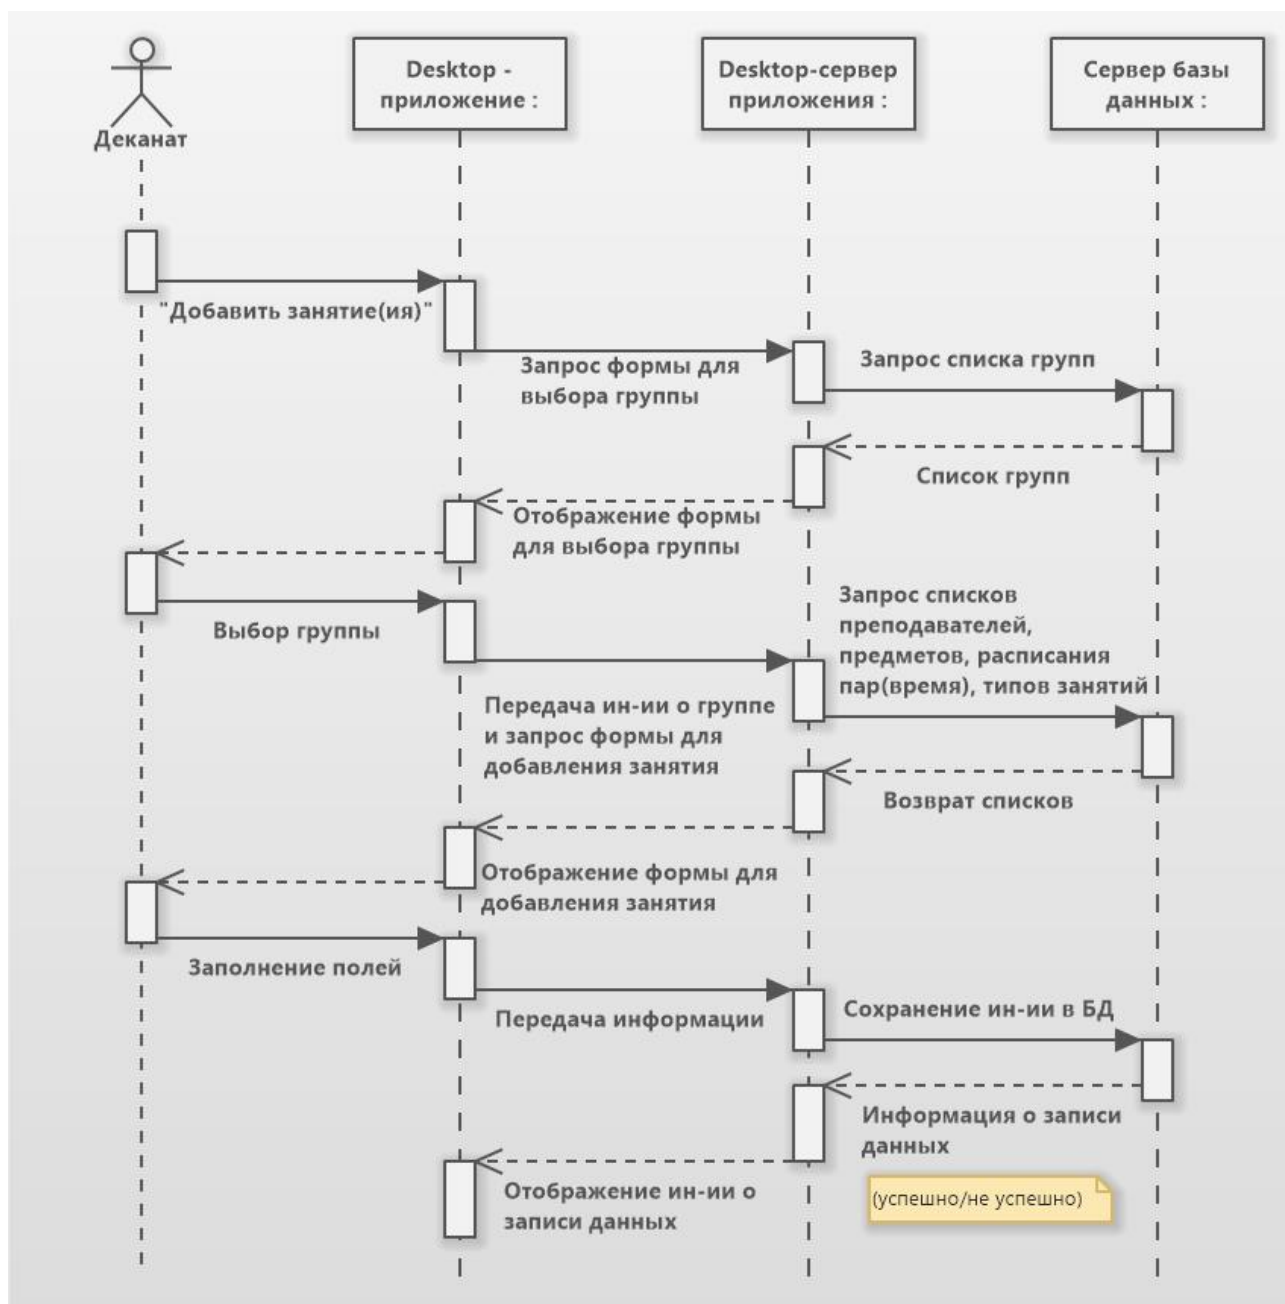 Деканат
Desktop -
приложение :
Desktop-сервер
приложения :
Сервер базы
данных :
"Добавить занятие(ия)"
Запрос формы для
выбора группы
Запрос списка групп
Список групп
Отображение формы
для выбора группы
Выбор группы
Запрос списков
преподавателей,
предметов, расписания
пар(время), типов занятий
Передача ин-ии о группе
и запрос формы для
добавления занятия
Возврат списков
Отображение формы для
добавления занятия
Заполнение полей
Передача информации
Сохранение ин-ии в БД
Информация о записи
данных
Отображение ин-ии о
записи данных
(успешно/не успешно)